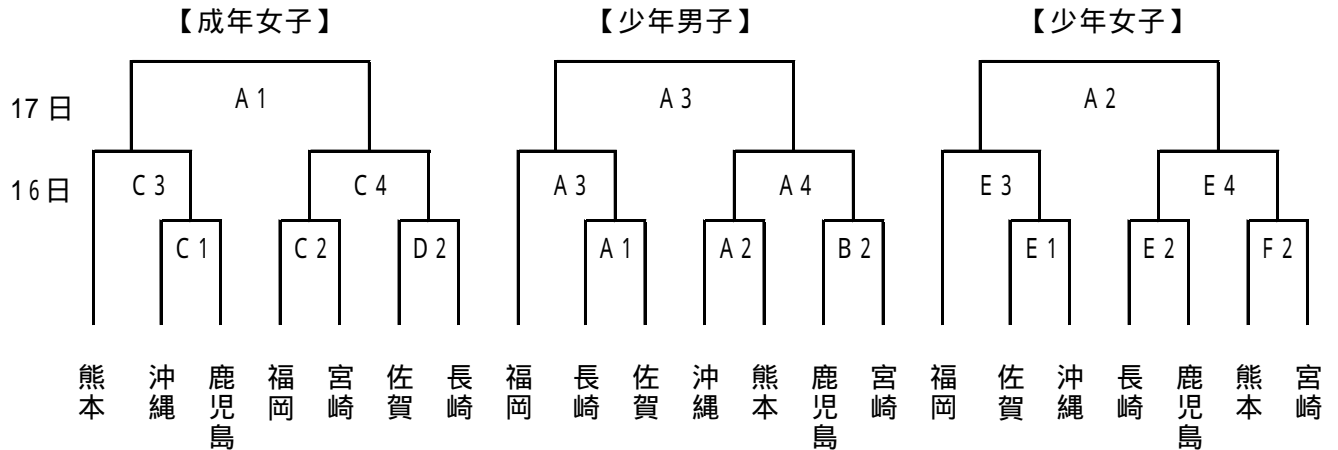 【成年女子】 【少年男子】 【少年女子】
17日 A1 A3 A2
16日 C3 C4 A3 A4 E3 E4
C1 C2 D2 A1 A2 B2 E1 E2 F2
熊本 沖縄 鹿児島 福岡 宮崎 佐賀 長崎 福岡 長崎 佐賀 沖縄 熊本 鹿児島 宮崎 福岡 佐賀 沖縄 長崎 鹿児島 熊本 宮崎